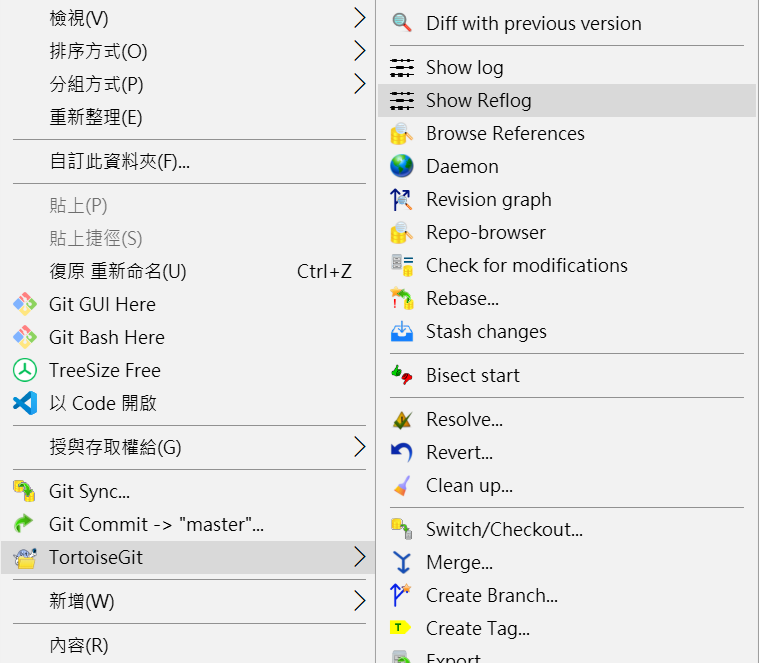 檢視(V)
排序方式(O)
分組方式(P)
重新整理(E)
自訂此資料夾(F)...
貼上(P)
貼上捷徑(S)
復原 重新命名(U) Ctrl+Z
Git GUI Here
Git Bash Here
TreeSize Free
以 Code 開啟
授與存取權給(G)
Git Sync...
Git Commit -> "master"...
TortoiseGit
新增(W)
內容(R)
Diff with previous version
Show log
Show Reflog
Browse References
Daemon
Revision graph
Repo-browser
Check for modifications
Rebase...
Stash changes
Bisect start
Resolve...
Revert...
Clean up...
Switch/Checkout...
Merge...
Create Branch...
T
Create Tag...
Export...